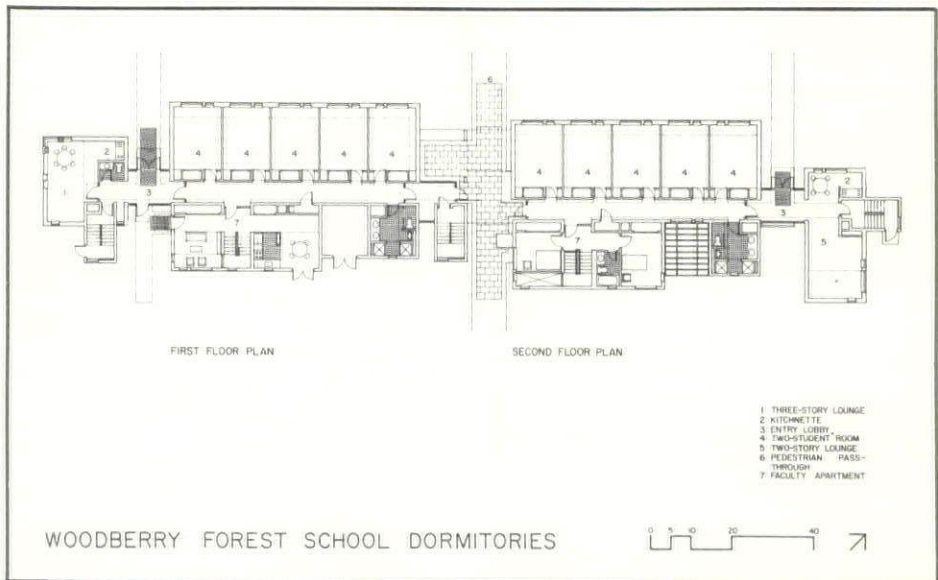 6
4 4 4 4 4
2
1
3
7
4 4 4 4 4
2
3
7
5
FIRST FLOOR PLAN
SECOND FLOOR PLAN
1 THREE-STORY LOUNGE
2 KITCHNETTE
3 ENTRY LOBBY
4 TWO-STUDENT ROOM
5 TWO-STORY LOUNGE
6 PEDESTRIAN PASS-
THROUGH
7 FACULTY APARTMENT
WOODBERRY FOREST SCHOOL DORMITORIES
0 5 10 20 40